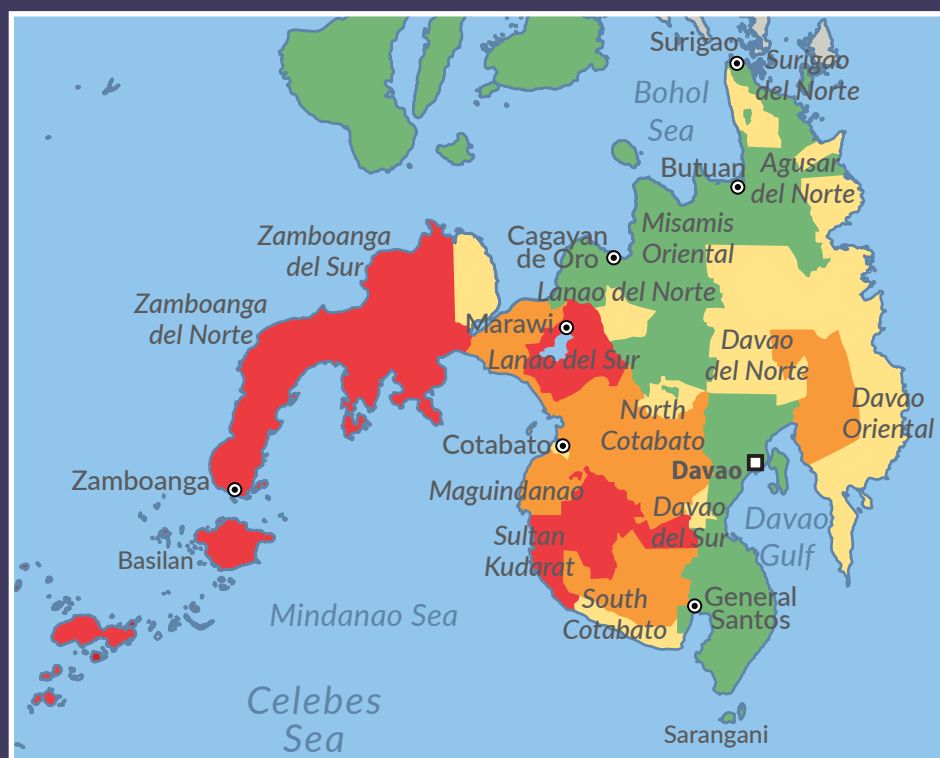 Surigao
Surigao
del Norte
Bohol
Sea
Butuan
Agusar
del Norte
Zamboanga
del Sur
Cagayan
de Oro
Misamis
Oriental
Zamboanga
del Norte
Lanao del Norte
Marawi
Lanao del Sur
Davao
del Norte
Davao
Oriental
North
Cotabato
Cotabato
Davao
Zamboanga
Maguindanao
Davao
del Sur
Davao
Gulf
Sultan
Kudarat
Basilan
South
Cotabato
General
Santos
Mindanao Sea
Celebes
Sea
Sarangani